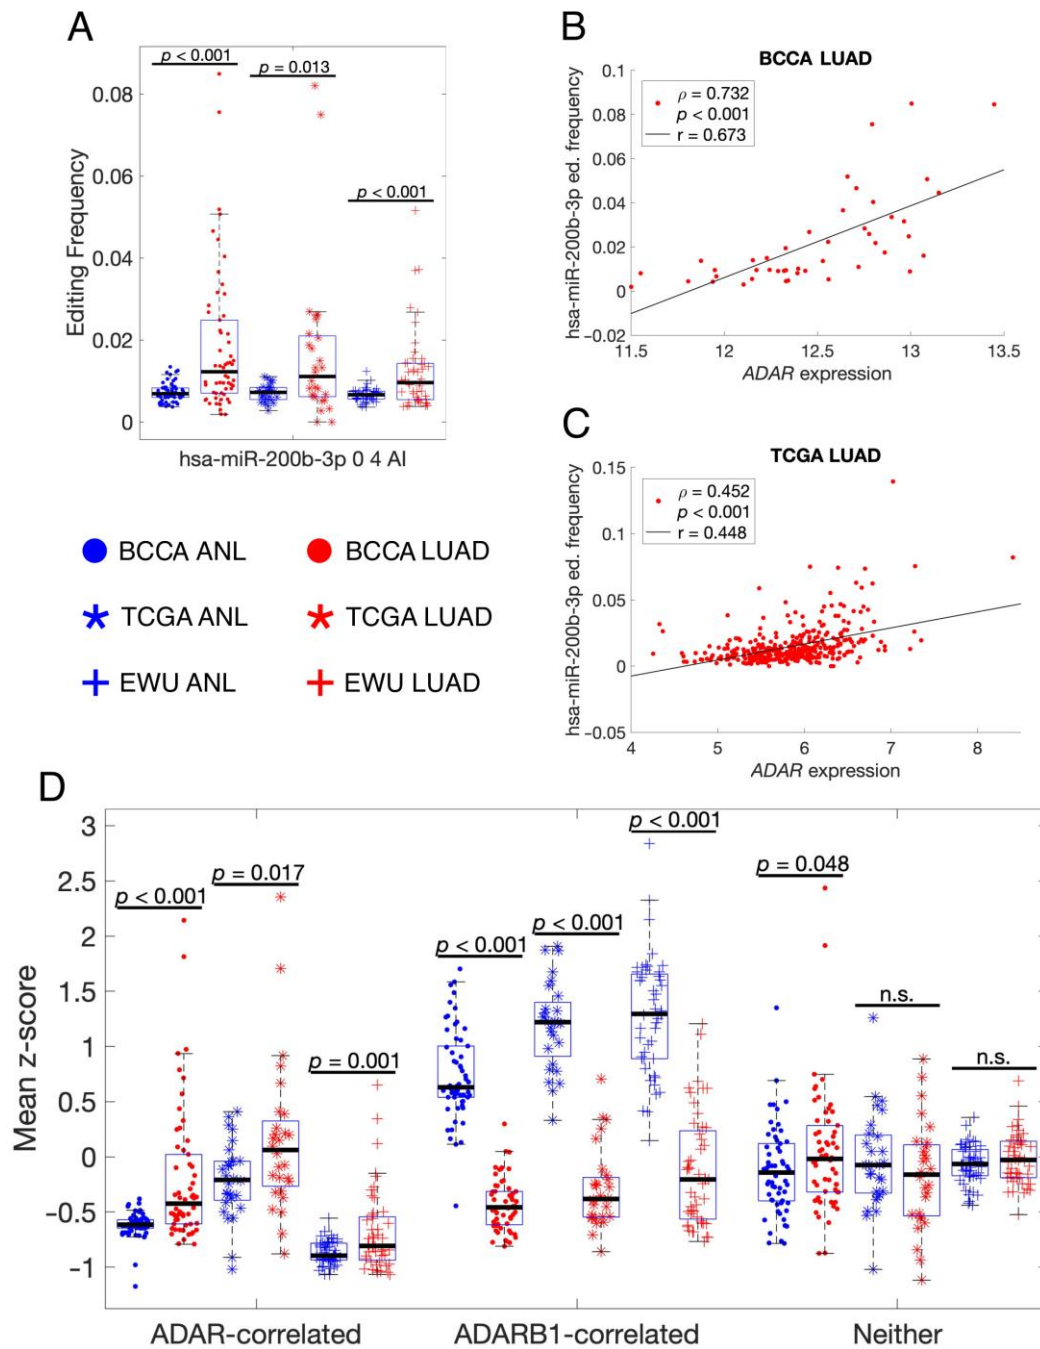 A
p < 0.001
p = 0.013
p < 0.001
0.08
0.06
0.04
0.02
0
Editing Frequency
hsa-miR-200b-3p 0 4 AI
B
BCCA LUAD
ρ = 0.732
p < 0.001
r = 0.673
0.1
0.08
0.06
0.04
0.02
0
−0.02
hsa-miR-200b-3p ed. frequency
11.5 12 12.5 13 13.5
ADAR expression
C
TCGA LUAD
ρ = 0.452
p < 0.001
r = 0.448
0.15
0.1
0.05
0
−0.05
hsa-miR-200b-3p ed. frequency
4 5 6 7 8
ADAR expression
BCCA ANL BCCA LUAD
TCGA ANL TCGA LUAD
EWU ANL EWU LUAD
D
p < 0.001
p = 0.017
p = 0.001
p < 0.001
p < 0.001
p < 0.001
p = 0.048
n.s.
n.s.
3
2.5
2
1.5
1
0.5
0
−0.5
−1
Mean z-score
ADAR-correlated ADARB1-correlated Neither